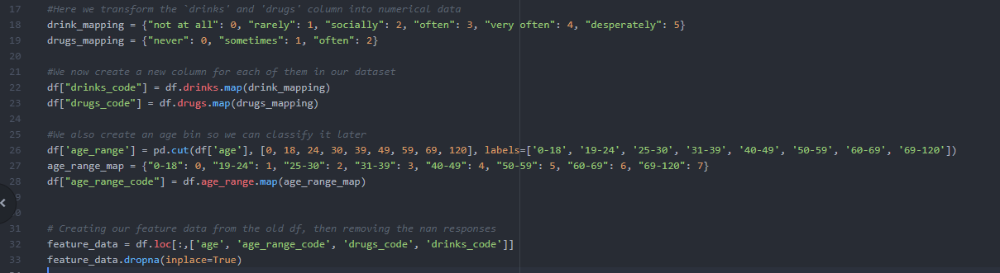 17 #Here we transform the `drinks' and 'drugs' column into numerical data
18 drink_mapping = {"not at all": 0, "rarely": 1, "socially": 2, "often": 3, "very often": 4, "desperately": 5}
19 drugs_mapping = {"never": 0, "sometimes": 1, "often": 2}
20
21 #We now create a new column for each of them in our dataset
22 df["drinks_code"] = df.drinks.map(drink_mapping)
23 df["drugs_code"] = df.drugs.map(drugs_mapping)
24
25 #We also create an age bin so we can classify it later
26 df['age_range'] = pd.cut(df['age'], [0, 18, 24, 30, 39, 49, 59, 69, 120], labels=['0-18', '19-24', '25-30', '31-39', '40-49', '50-59', '60-69', '69-120'])
27 age_range_map = {"0-18": 0, "19-24": 1, "25-30": 2, "31-39": 3, "40-49": 4, "50-59": 5, "60-69": 6, "69-120": 7}
28 df["age_range_code"] = df.age_range.map(age_range_map)
9
0
31 # Creating our feature data from the old df, then removing the nan responses
32 feature_data = df.loc[:,['age', 'age_range_code', 'drugs_code', 'drinks_code']]
33 feature_data.dropna(inplace=True)